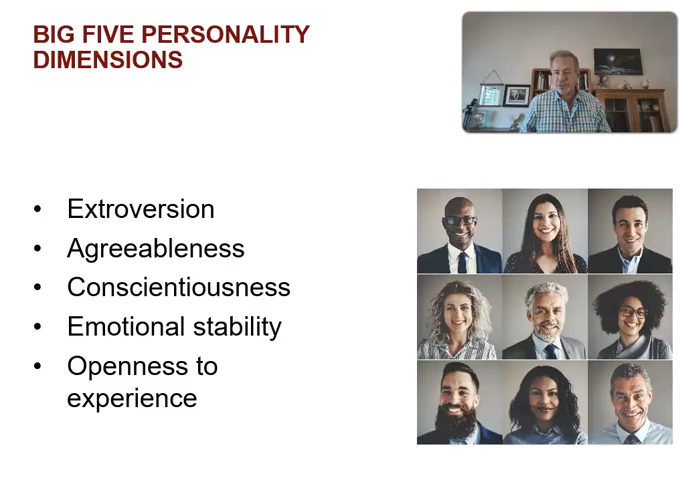 BIG FIVE PERSONALITY
DIMENSIONS
• Extroversion
• Agreeableness
• Conscientiousness
• Emotional stability
• Openness to
experience